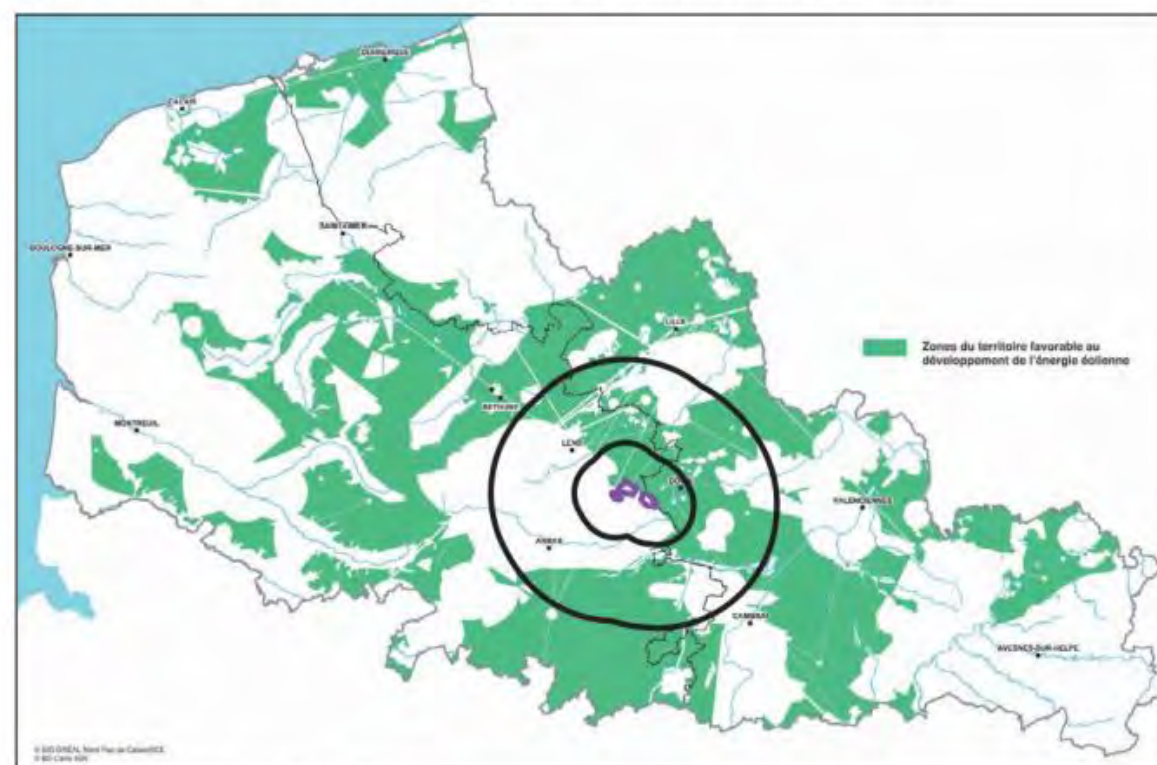 DUNKERQUE
CALAIS
SAINT-OMER
BOULOGNE-SUR-MER
LILLE
Zones du territoire favorable au
développement de l'énergie éolienne
BETHUNE
MONTREUIL
LENS
VALENCIENNES
ARRAS
CAMBRAI
AVESNES-SUR-HELPE